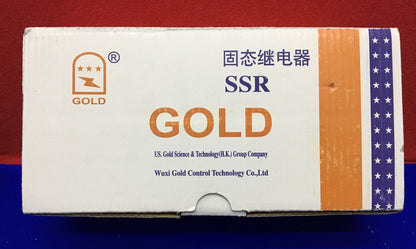 ®
GOLD
固态继电器
SSR
GOLD
US. Gold Science & Technology(H.K.) Group Company
Wuxi Gold Control Technology Co.,Ltd